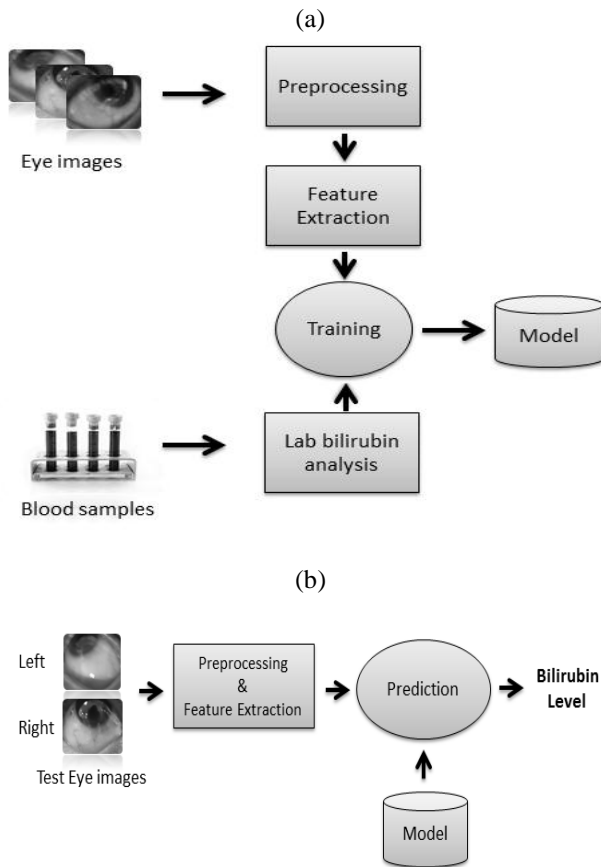 (a)
Eye images
Preprocessing
Feature
Extraction
Training
Model
Lab bilirubin
analysis
Blood samples
(b)
Left
Right
Test Eye images
Preprocessing
&
Feature Extraction
Prediction
Bilirubin
Level
Model